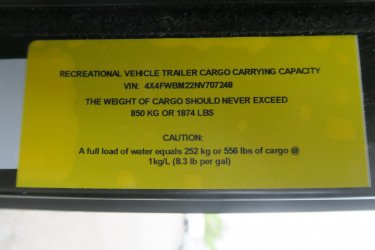 RECREATIONAL VEHICLE TRAILER CARGO CARRYING CAPACITY
VIN: 4X4FWBM22NV707248
THE WEIGHT OF CARGO SHOULD NEVER EXCEED
850 KG OR 1874 LBS
CAUTION:
A full load of water equals 252 kg or 556 lbs of cargo @
1kg/L (8.3 lb per gal)